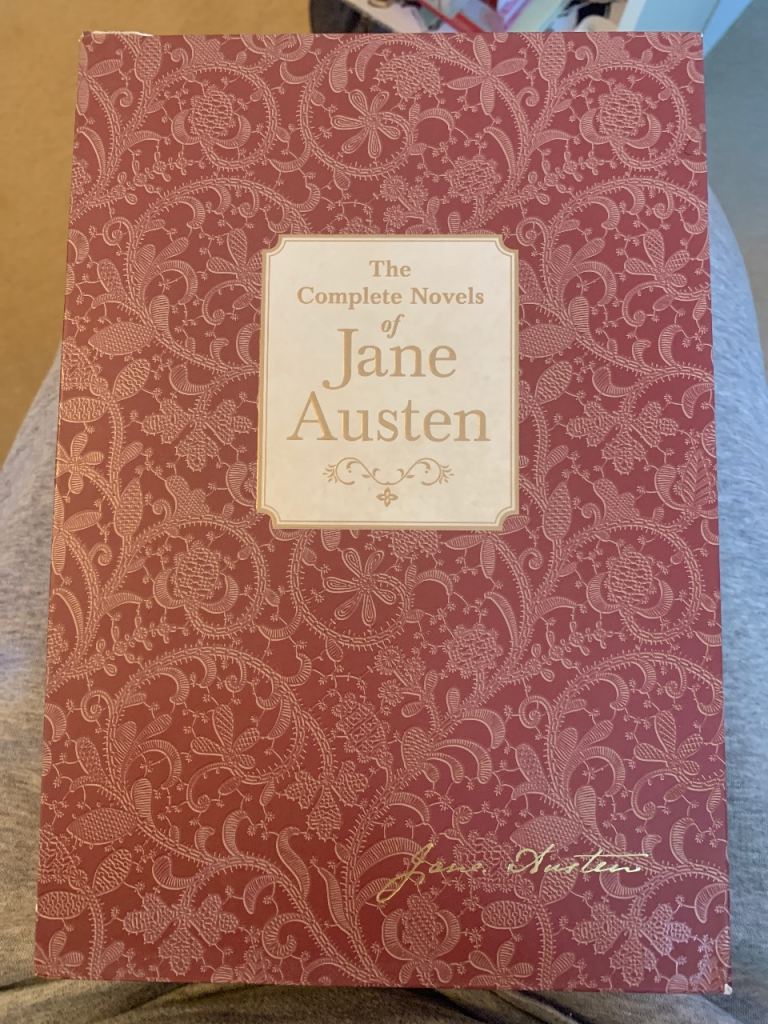 The
Complete Novels
of
Jane
Austen
Jane Austen